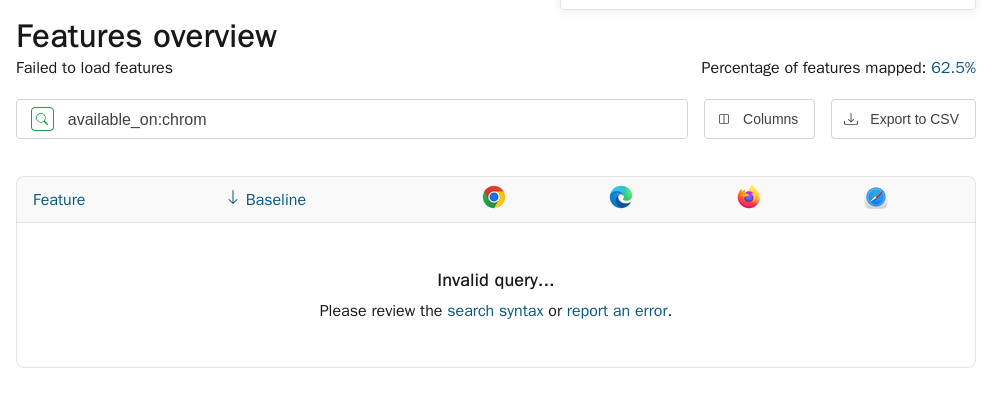 Features overview
Failed to load features
Percentage of features mapped: 62.5%
available_on:chrom
Columns
Export to CSV
Feature
Baseline
Invalid query...
Please review the search syntax or report an error.